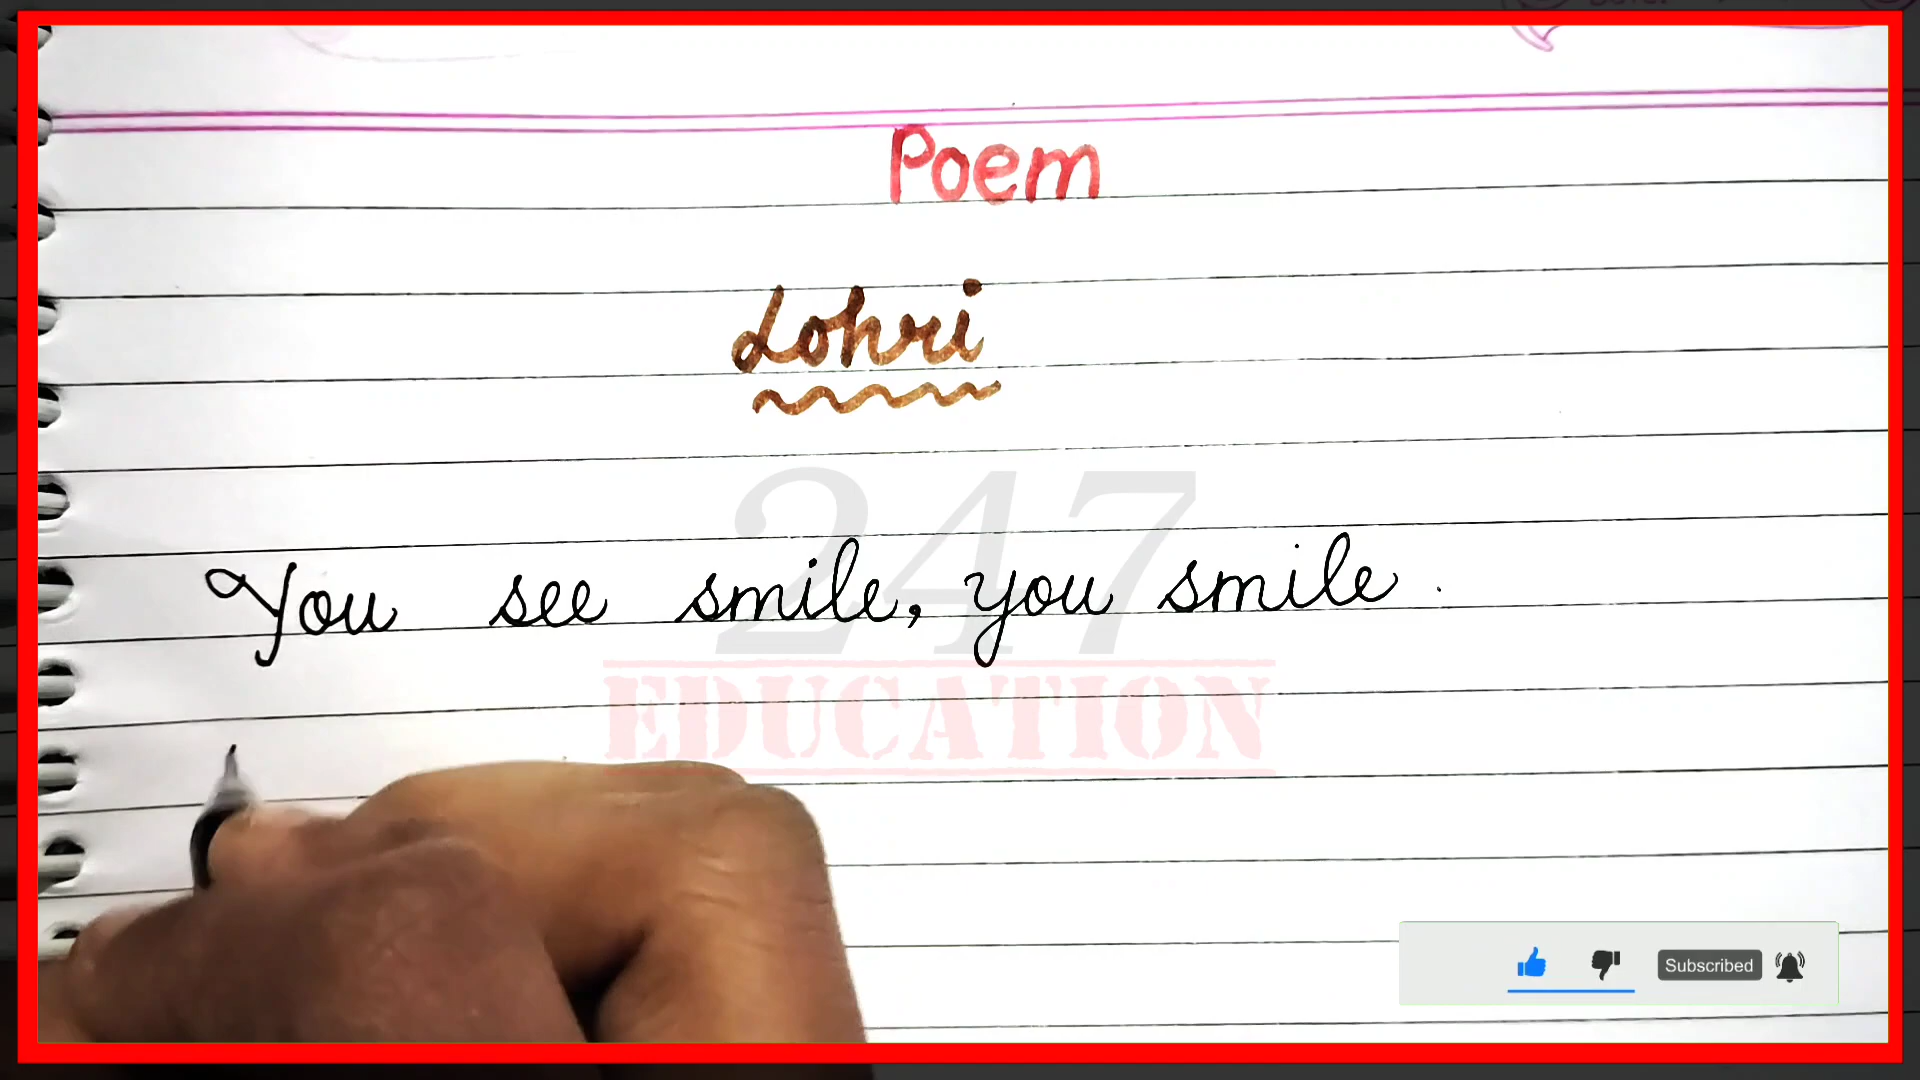 Poem
Lohri
247
You see smile, you smile.
EDUCATION
Subscribed